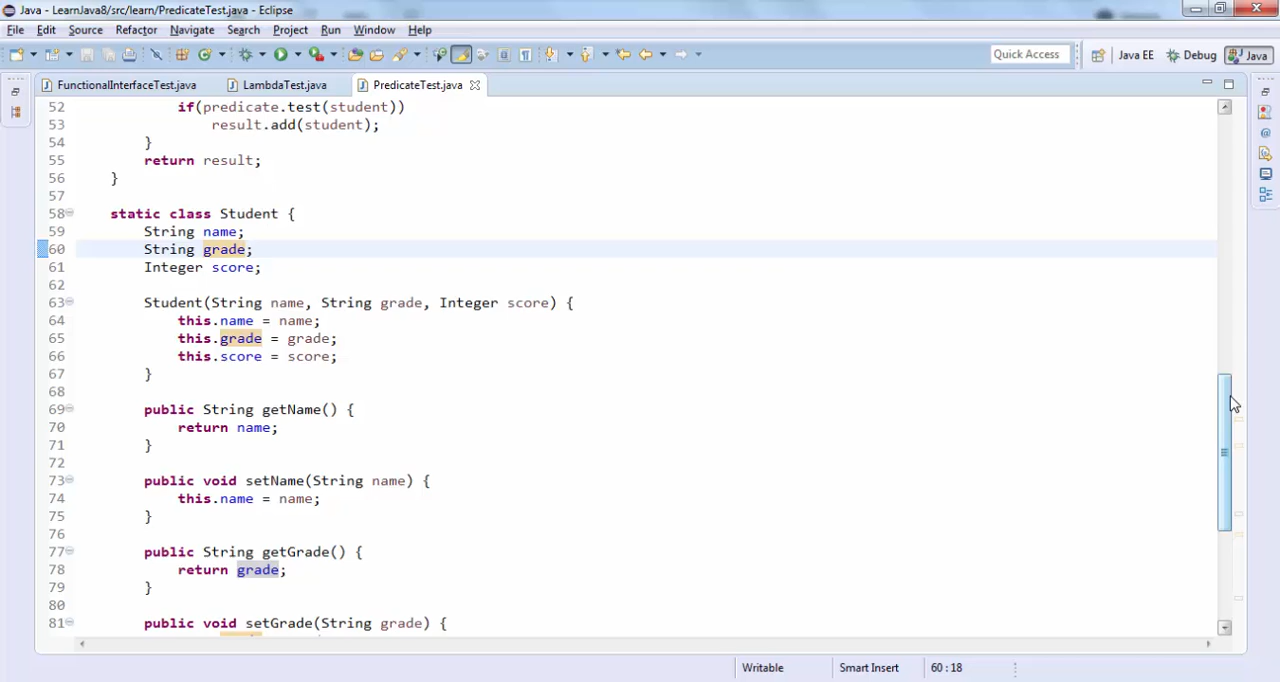 Java - LearnJava8/src/learn/PredicateTest.java - Eclipse
File Edit Source Refactor Navigate Search Project Run Window Help
Quick Access Java EE Debug Java
FunctionalInterfaceTest.java LambdaTest.java PredicateTest.java
52 if(predicate.test(student))
53 result.add(student);
54 }
55 return result;
56 }
57
58 static class Student {
59 String name;
60 String grade;
61 Integer score;
62
63 Student(String name, String grade, Integer score) {
64 this.name = name;
65 this.grade = grade;
66 this.score = score;
67 }
68
69 public String getName() {
70 return name;
71 }
72
73 public void setName(String name) {
74 this.name = name;
75 }
76
77 public String getGrade() {
78 return grade;
79 }
80
81 public void setGrade(String grade) {
Writable Smart Insert 60 : 18